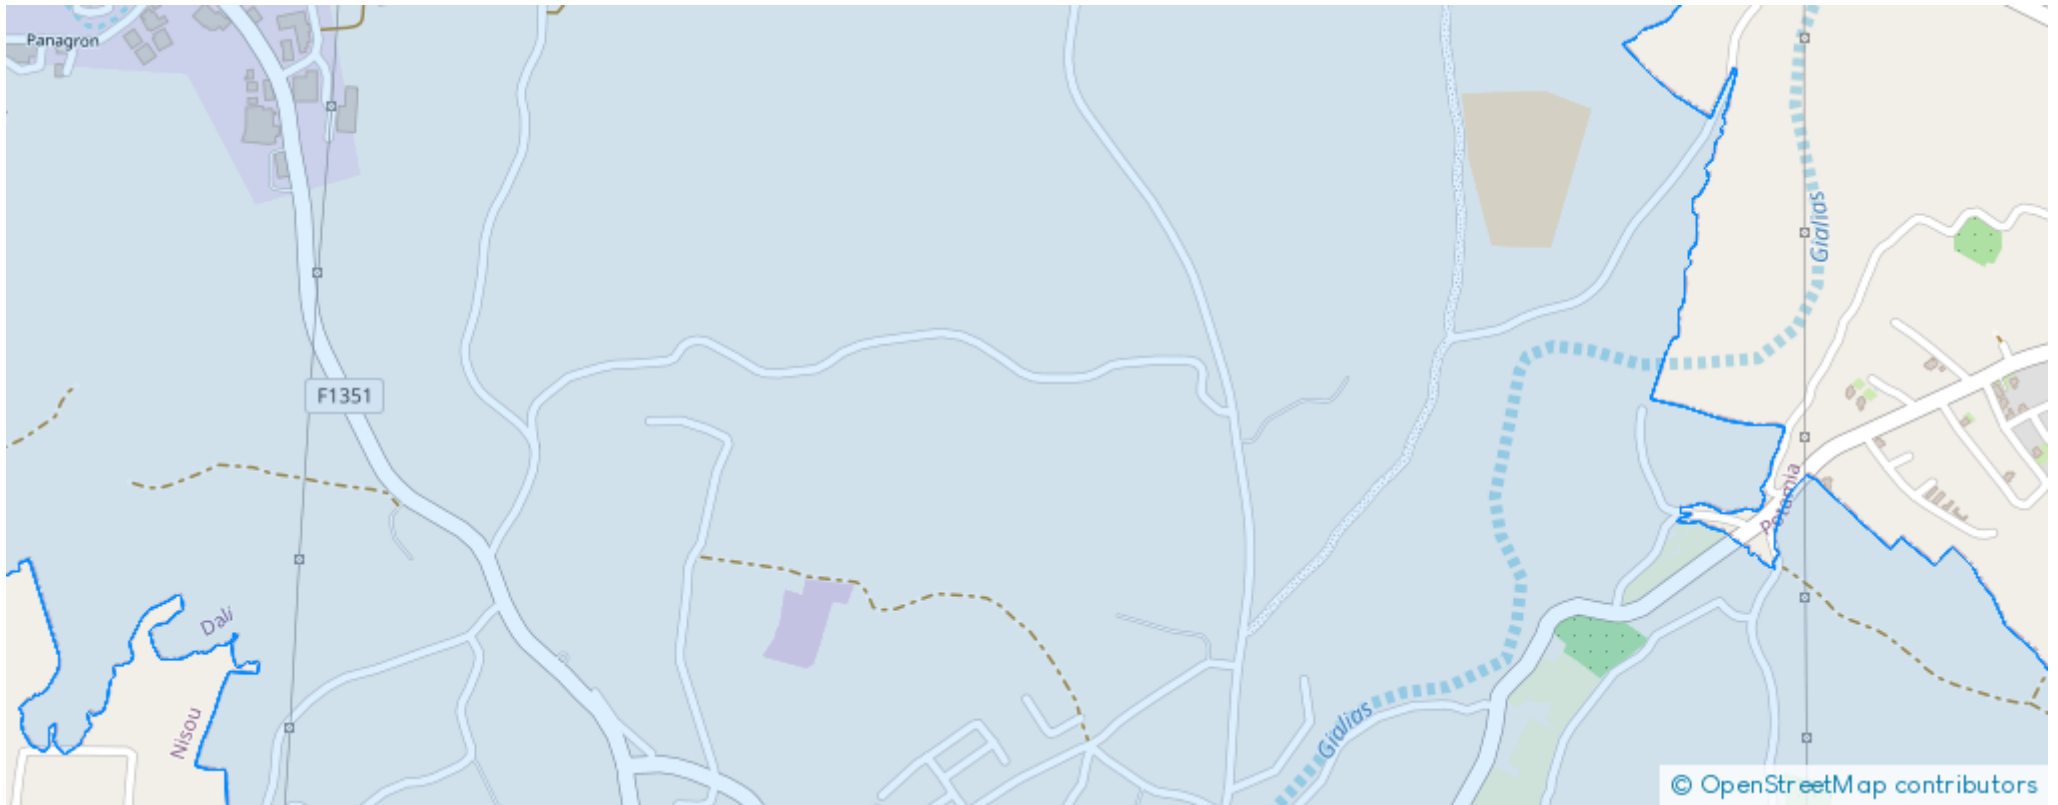 Panagron
Gialias
F1351
Potamia
Dali
Nisou
Gialias
© OpenStreetMap contributors